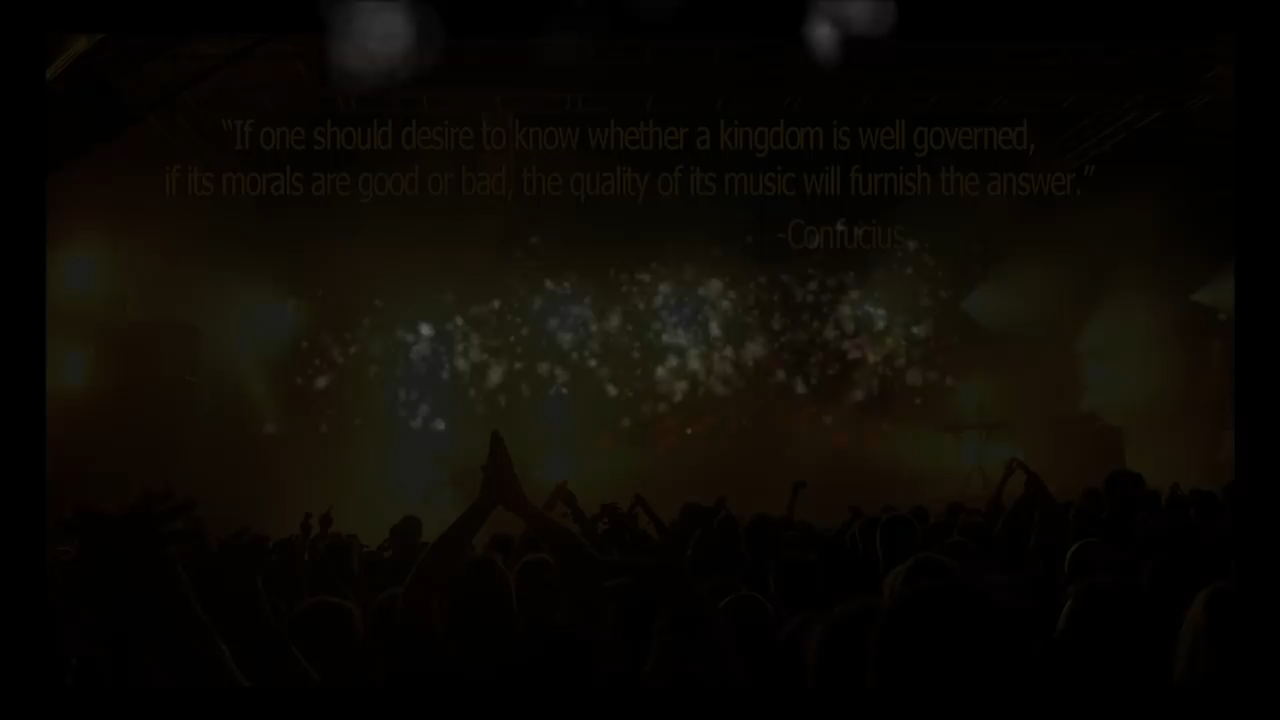 “If one should desire to know whether a kingdom is well governed,
if its morals are good or bad, the quality of its music will furnish the answer.”
-Confucius